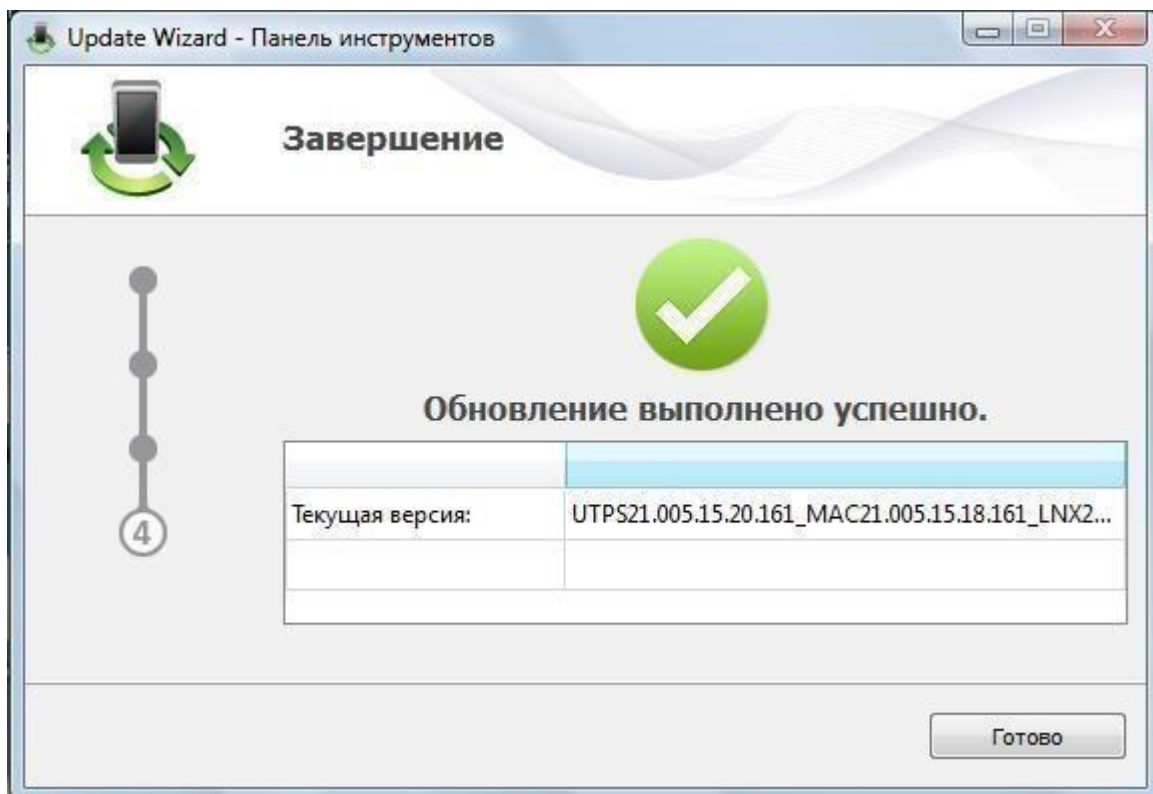 Update Wizard - Панель инструментов
Завершение
Обновление выполнено успешно.
Текущая версия: UTPS21.005.15.20.161_MAC21.005.15.18.161_LNX2...
4
Готово